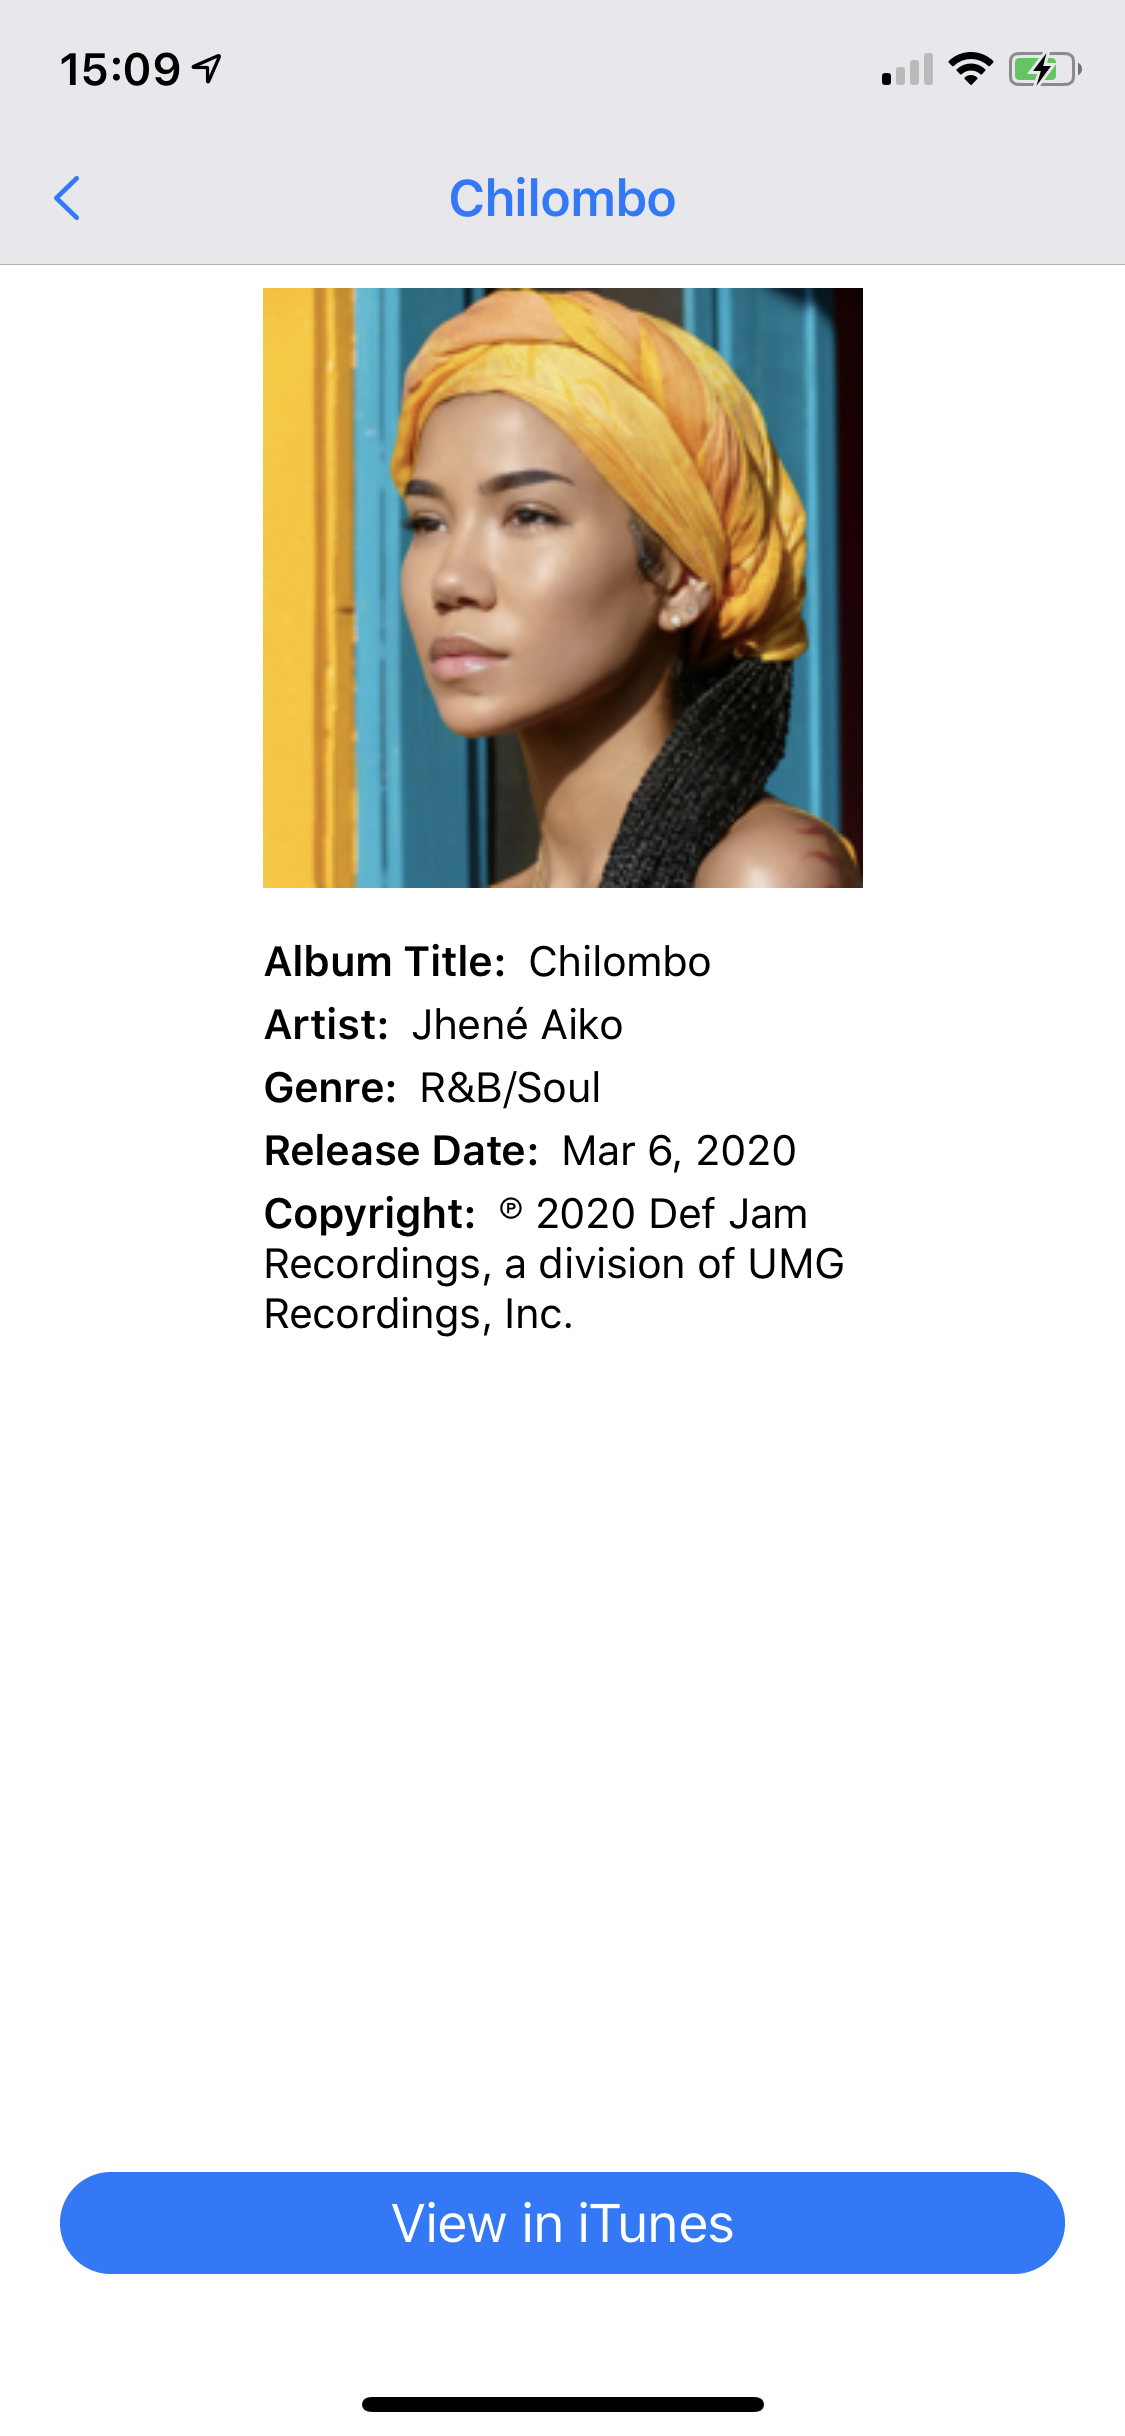 15:09
Chilombo
Album Title: Chilombo
Artist: Jhené Aiko
Genre: R&B/Soul
Release Date: Mar 6, 2020
Copyright: ℗ 2020 Def Jam
Recordings, a division of UMG
Recordings, Inc.
View in iTunes